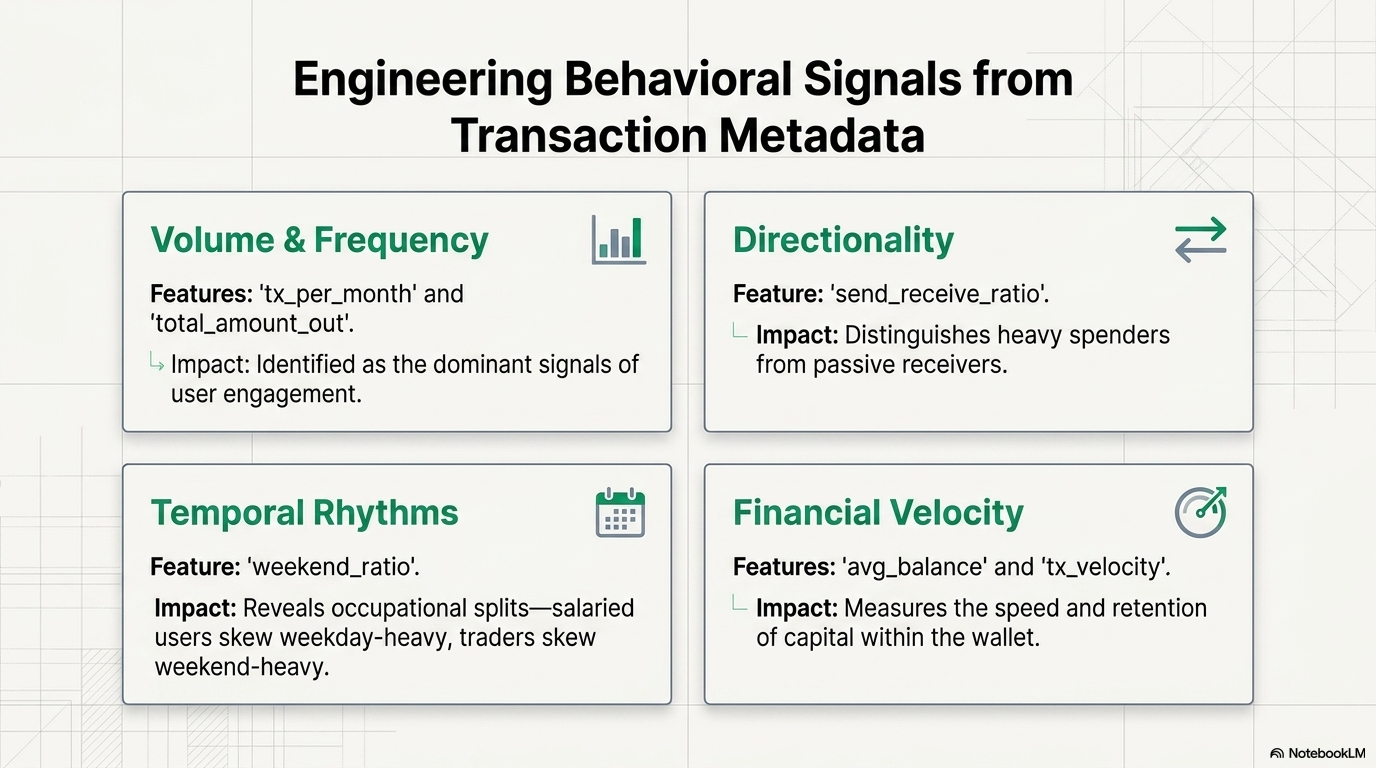 Engineering Behavioral Signals from
Transaction Metadata
Volume & Frequency
Features: 'tx_per_month' and
'total_amount_out'.
Impact: Identified as the dominant signals of
user engagement.
Directionality
Feature: 'send_receive_ratio'.
Impact: Distinguishes heavy spenders
from passive receivers.
Temporal Rhythms
Feature: 'weekend_ratio'.
Impact: Reveals occupational splits—salaried
users skew weekday-heavy, traders skew
weekend-heavy.
Financial Velocity
Features: 'avg_balance' and 'tx_velocity'.
Impact: Measures the speed and retention
of capital within the wallet.
NotebookLM